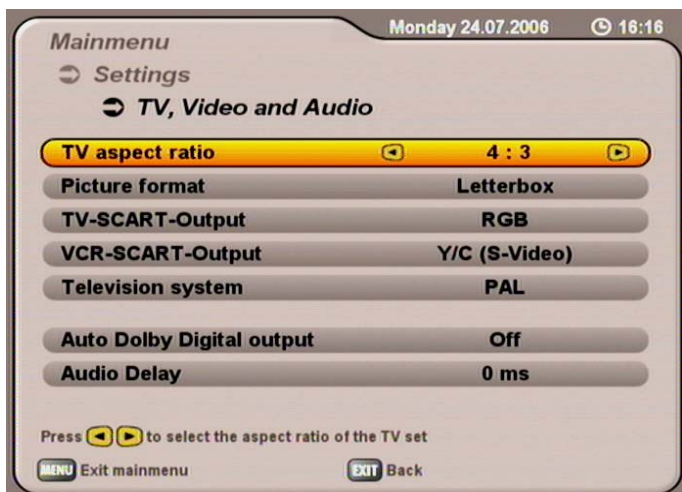 Monday 24.07.2006 16:16
Mainmenu
Settings
TV, Video and Audio
TV aspect ratio 4 : 3
Picture format Letterbox
TV-SCART-Output RGB
VCR-SCART-Output Y/C (S-Video)
Television system PAL
Auto Dolby Digital output Off
Audio Delay 0 ms
Press to select the aspect ratio of the TV set
MENU Exit mainmenu EXIT Back